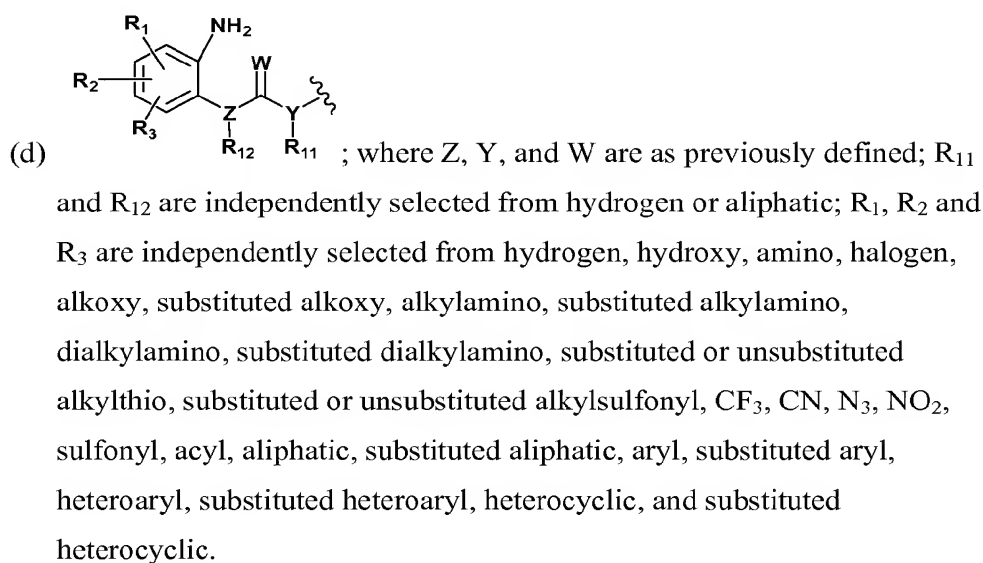 R₁ NH₂
W
R₂
Z Y
R₃
R₁₂ R₁₁
(d) ; where Z, Y, and W are as previously defined; R₁₁
and R₁₂ are independently selected from hydrogen or aliphatic; R₁, R₂ and
R₃ are independently selected from hydrogen, hydroxy, amino, halogen,
alkoxy, substituted alkoxy, alkylamino, substituted alkylamino,
dialkylamino, substituted dialkylamino, substituted or unsubstituted
alkylthio, substituted or unsubstituted alkylsulfonyl, CF₃, CN, N₃, NO₂,
sulfonyl, acyl, aliphatic, substituted aliphatic, aryl, substituted aryl,
heteroaryl, substituted heteroaryl, heterocyclic, and substituted
heterocyclic.